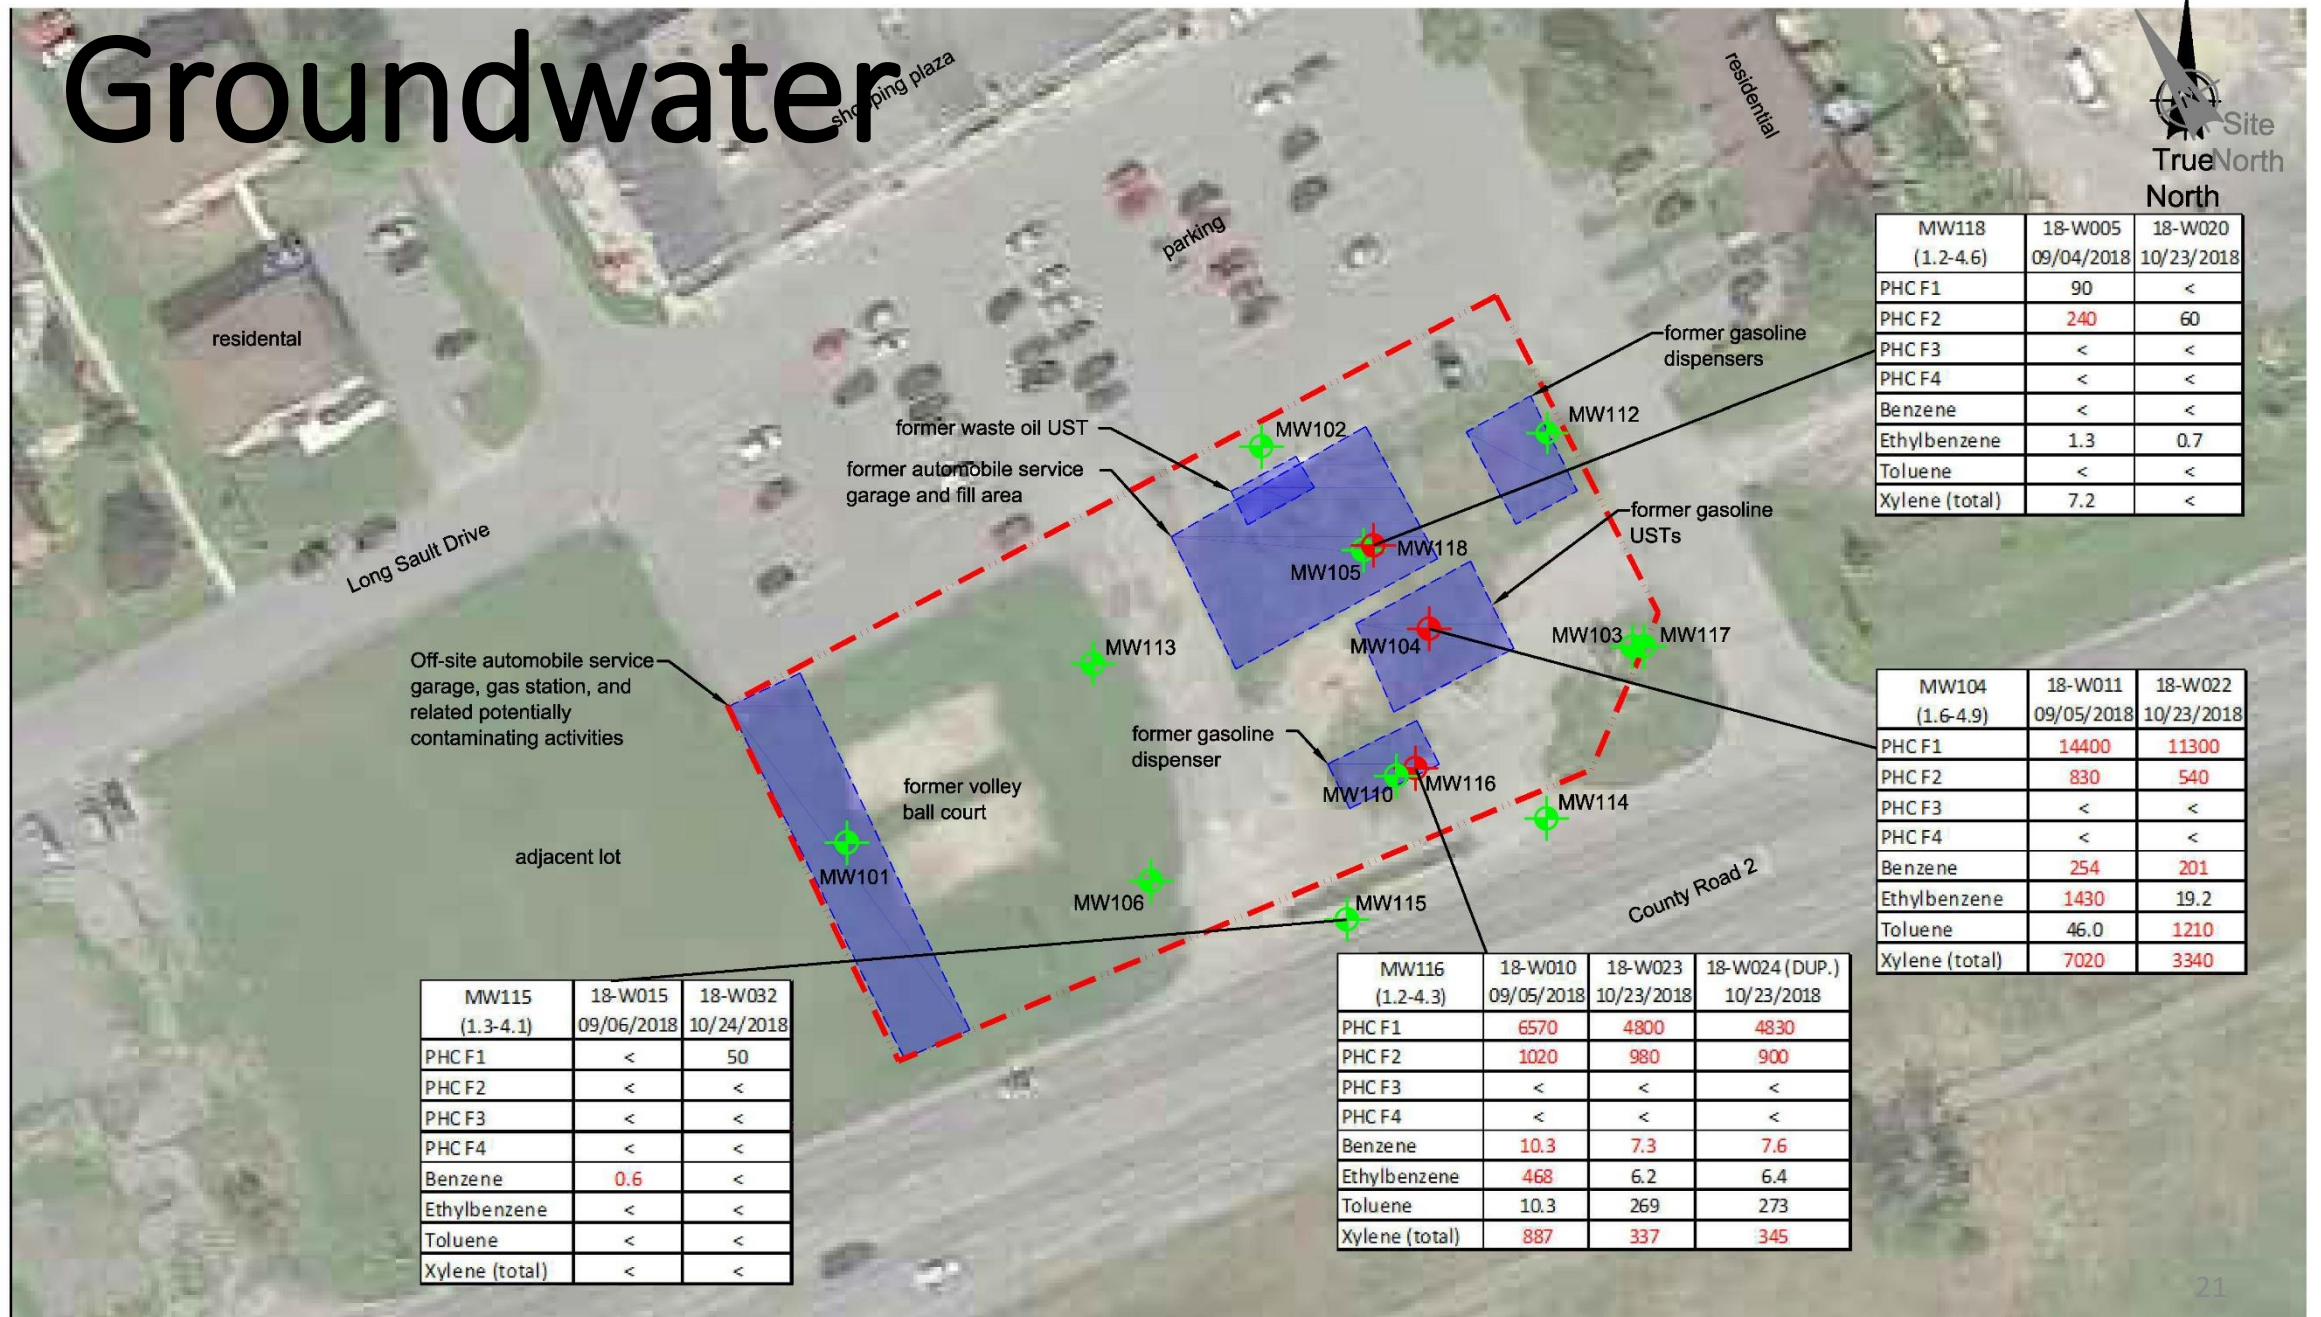 Groundwater
shopping plaza
residential
Site
True North
North
parking
residental
former gasoline
dispensers
MW112
former waste oil UST
MW102
former automobile service
garage and fill area
former gasoline
USTs
Long Sault Drive
MW118
MW105
MW104
MW103 MW117
MW113
Off-site automobile service
garage, gas station, and
related potentially
contaminating activities
former gasoline
dispenser
former volley
ball court
MW110 MW116
MW114
adjacent lot
MW101
MW106
MW115
County Road 2
MW118 18-W005 18-W020
(1.2-4.6) 09/04/2018 10/23/2018
PHC F1 90 <
PHC F2 240 60
PHC F3 < <
PHC F4 < <
Benzene < <
Ethylbenzene 1.3 0.7
Toluene < <
Xylene (total) 7.2 <
MW104 18-W011 18-W022
(1.6-4.9) 09/05/2018 10/23/2018
PHC F1 14400 11300
PHC F2 830 540
PHC F3 < <
PHC F4 < <
Benzene 254 201
Ethylbenzene 1430 19.2
Toluene 46.0 1210
Xylene (total) 7020 3340
MW115 18-W015 18-W032
(1.3-4.1) 09/06/2018 10/24/2018
PHC F1 < 50
PHC F2 < <
PHC F3 < <
PHC F4 < <
Benzene 0.6 <
Ethylbenzene < <
Toluene < <
Xylene (total) < <
MW116 18-W010 18-W023 18-W024 (DUP.)
(1.2-4.3) 09/05/2018 10/23/2018 10/23/2018
PHC F1 6570 4800 4830
PHC F2 1020 980 900
PHC F3 < < <
PHC F4 < < <
Benzene 10.3 7.3 7.6
Ethylbenzene 468 6.2 6.4
Toluene 10.3 269 273
Xylene (total) 887 337 345
21